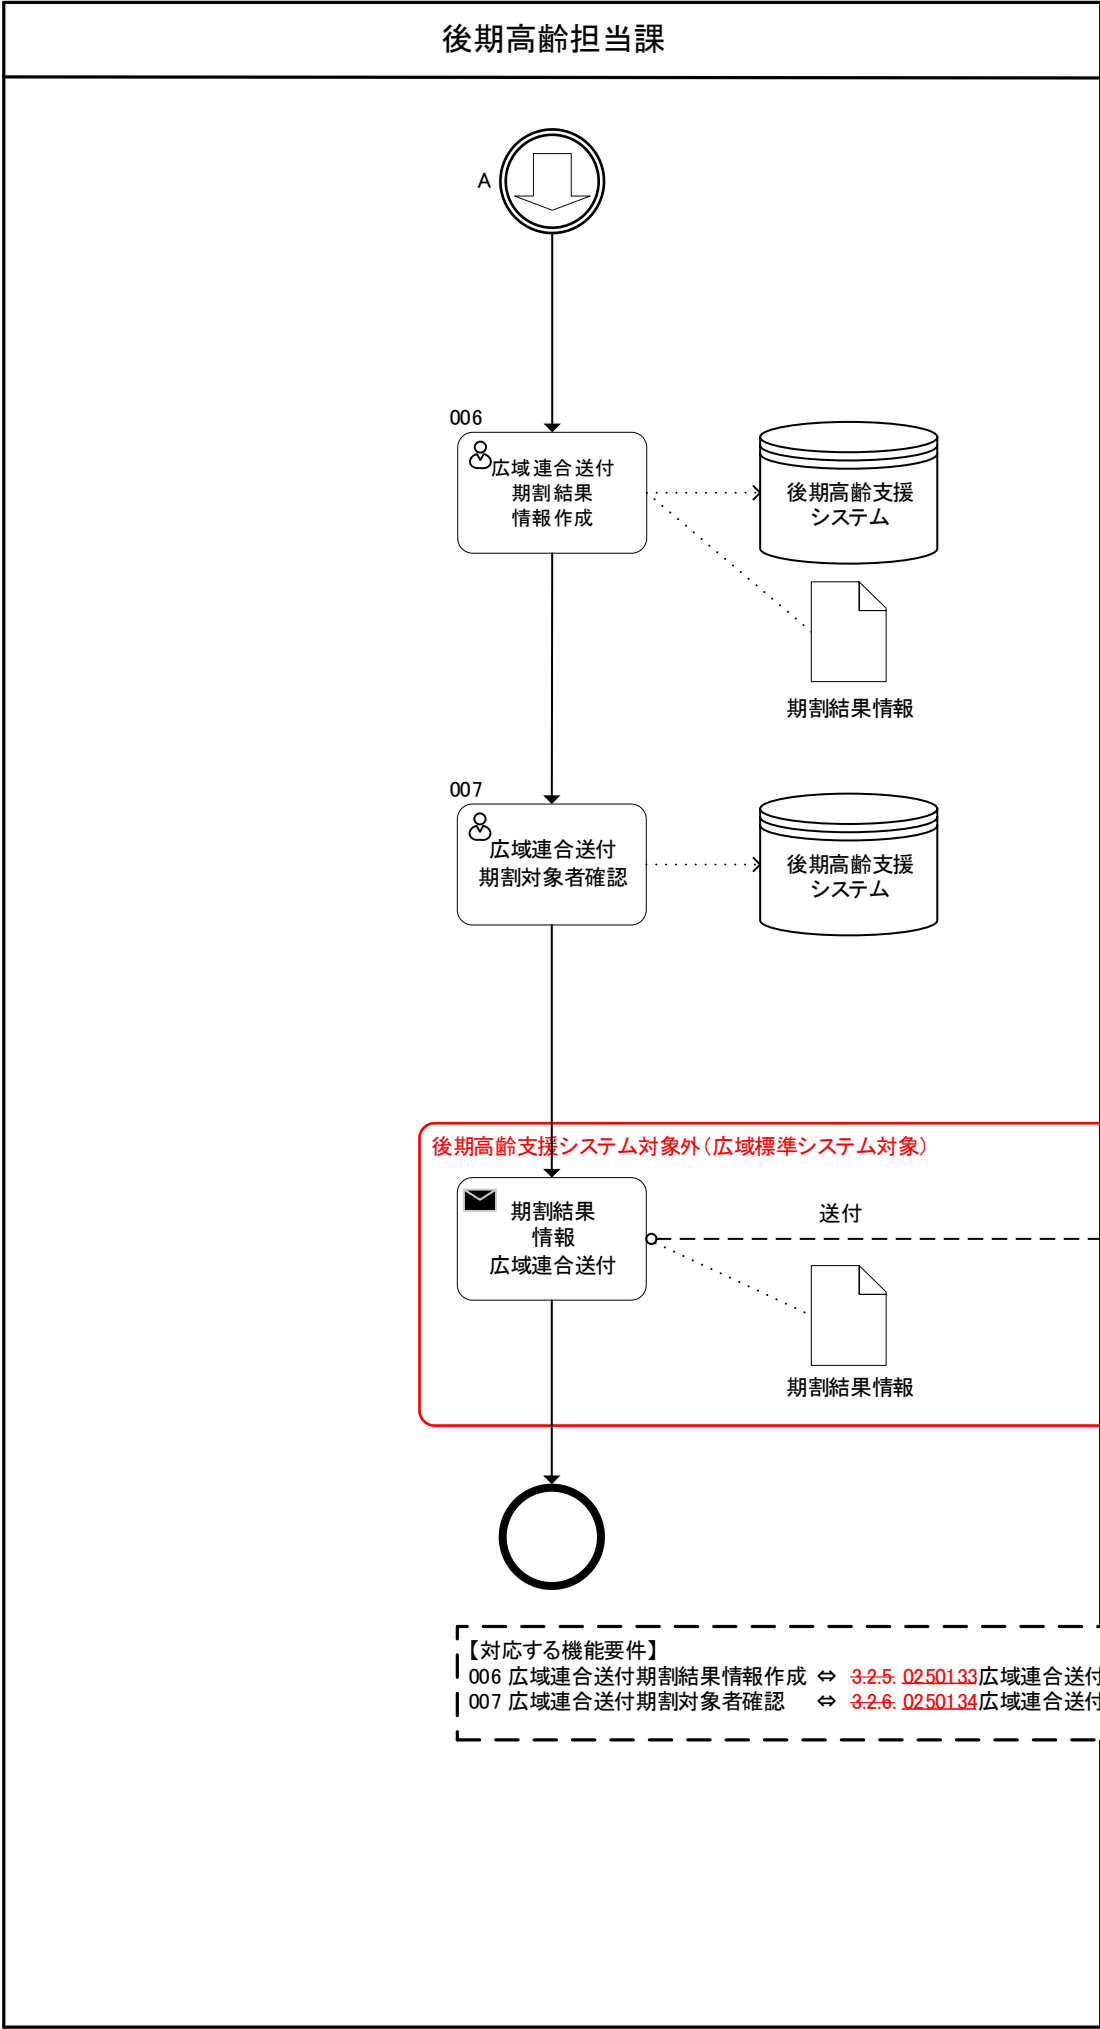 後期高齢担当課
A
006
広域連合送付
期割結果
情報作成
後期高齢支援
システム
期割結果情報
007
広域連合送付
期割対象者確認
後期高齢支援
システム
後期高齢支援システム対象外（広域標準システム対象）
期割結果
情報
広域連合送付
送付
期割結果情報
【対応する機能要件】
006 広域連合送付期割結果情報作成 ⇔ 3.2.5. 0250133広域連合送付
007 広域連合送付期割対象者確認 ⇔ 3.2.6. 0250134広域連合送付